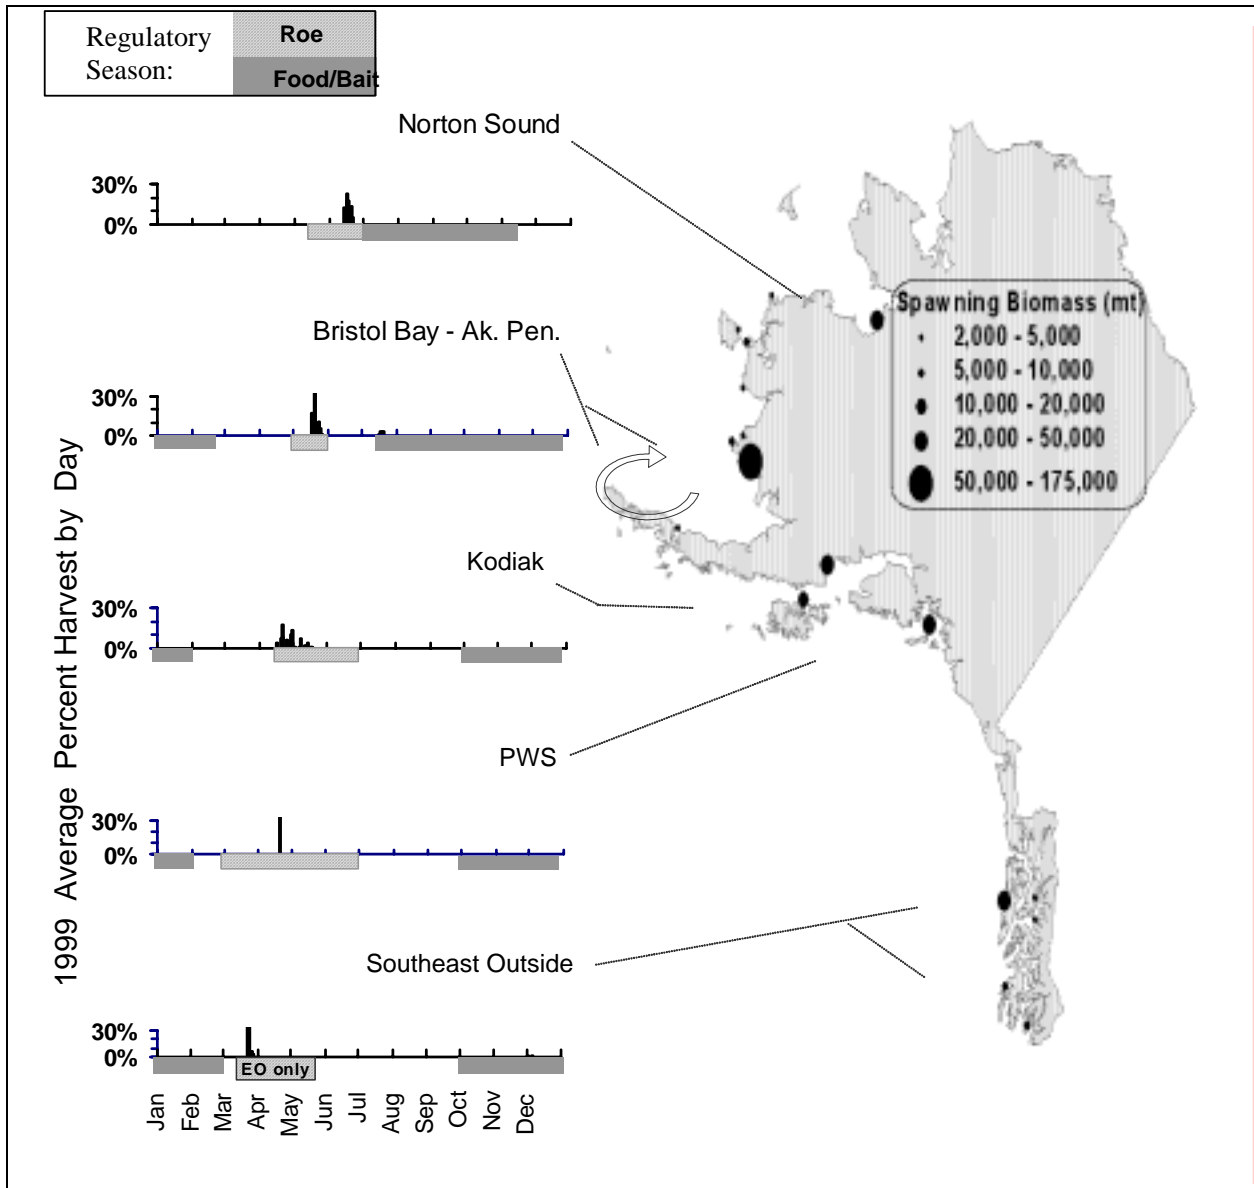 Regulatory
Season:
Roe
Food/Bait
Norton Sound
30%
0%
Bristol Bay - Ak. Pen.
30%
0%
Kodiak
30%
0%
PWS
30%
0%
Southeast Outside
30%
0%
EO only
Jan Feb Mar Apr May Jun Jul Aug Sep Oct Nov Dec
1999 Average Percent Harvest by Day
Spawning Biomass (mt)
2,000 - 5,000
5,000 - 10,000
10,000 - 20,000
20,000 - 50,000
50,000 - 175,000